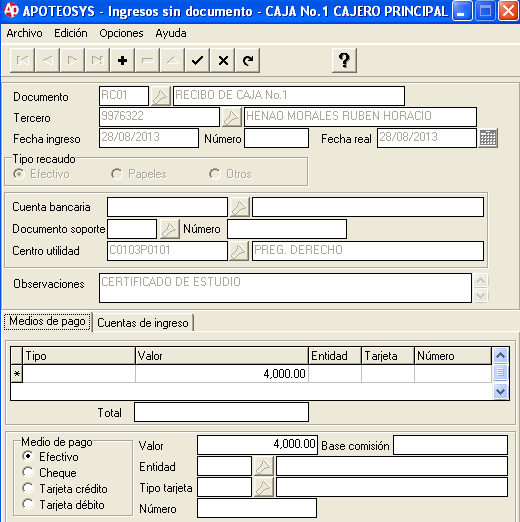 Ap APOTEOSYS - Ingresos sin documento - CAJA No.1 CAJERO PRINCIPAL
Archivo Edición Opciones Ayuda
?
Documento RC01 RECIBO DE CAJA No.1
Tercero 9976322 HENAO MORALES RUBEN HORACIO
Fecha ingreso 28/08/2013 Número Fecha real 28/08/2013
Tipo recaudo
Efectivo Papeles Otros
Cuenta bancaria
Documento soporte Número
Centro utilidad C0103P0101 PREG. DERECHO
Observaciones CERTIFICADO DE ESTUDIO
Medios de pago Cuentas de ingreso
Tipo Valor Entidad Tarjeta Número
* 4,000.00
Total
Medio de pago Valor 4,000.00 Base comisión
Efectivo
Cheque Entidad
Tarjeta crédito Tipo tarjeta
Tarjeta débito Número